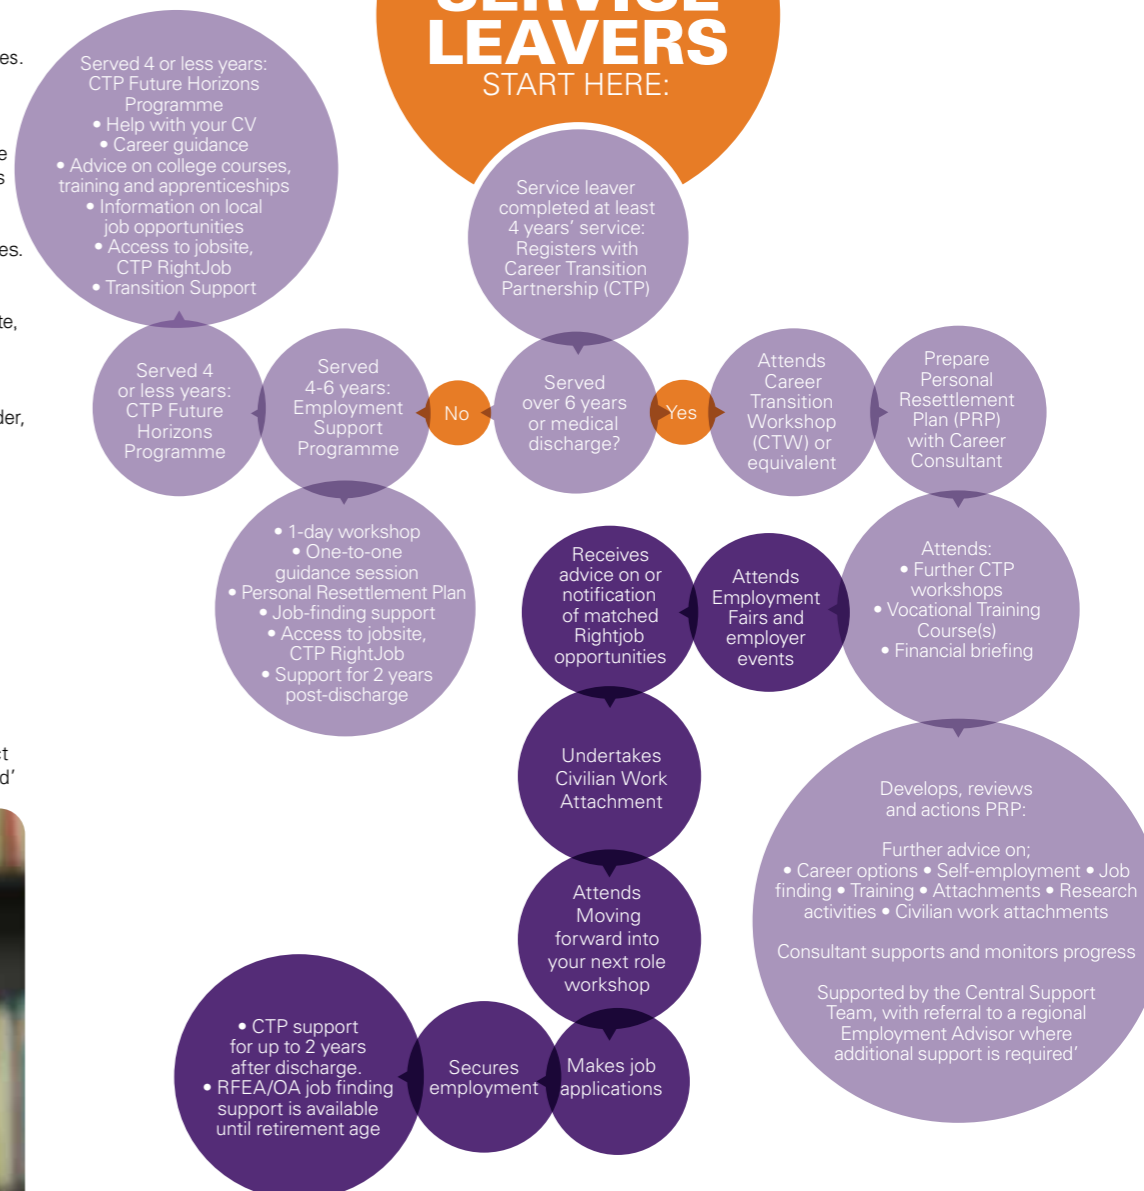 SERVICE
LEAVERS
START HERE:
Service leaver
completed at least
4 years’ service:
Registers with
Career Transition
Partnership (CTP)
Served
over 6 years
or medical
discharge?
No
Served
4-6 years:
Employment
Support
Programme
• 1-day workshop
• One-to-one
guidance session
• Personal Resettlement Plan
• Job-finding support
• Access to jobsite,
CTP RightJob
• Support for 2 years
post-discharge
Served 4
or less years:
CTP Future
Horizons
Programme
Served 4 or less years:
CTP Future Horizons
Programme
• Help with your CV
• Career guidance
• Advice on college courses,
training and apprenticeships
• Information on local
job opportunities
• Access to jobsite,
CTP RightJob
• Transition Support
Yes
Attends
Career
Transition
Workshop
(CTW) or
equivalent
Prepare
Personal
Resettlement
Plan (PRP)
with Career
Consultant
Attends:
• Further CTP
workshops
• Vocational Training
Course(s)
• Financial briefing
Develops, reviews
and actions PRP:
Further advice on;
• Career options • Self-employment • Job
finding • Training • Attachments • Research
activities • Civilian work attachments
Consultant supports and monitors progress
Supported by the Central Support
Team, with referral to a regional
Employment Advisor where
additional support is required’
Attends
Employment
Fairs and
employer
events
Receives
advice on or
notification
of matched
Rightjob
opportunities
Undertakes
Civilian Work
Attachment
Attends
Moving
forward into
your next role
workshop
Makes job
applications
Secures
employment
• CTP support
for up to 2 years
after discharge.
• RFEA/OA job finding
support is available
until retirement age